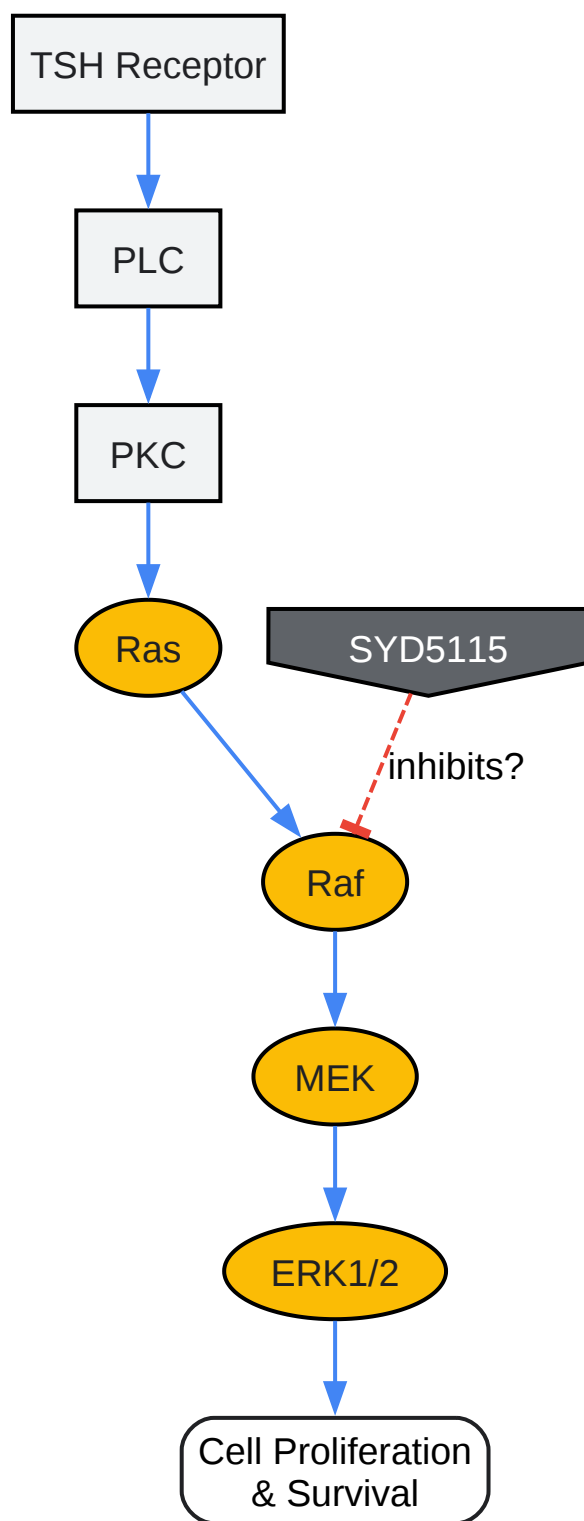 TSH Receptor
PLC
PKC
Ras
SYD5115
inhibits?
Raf
MEK
ERK1/2
Cell Proliferation
& Survival